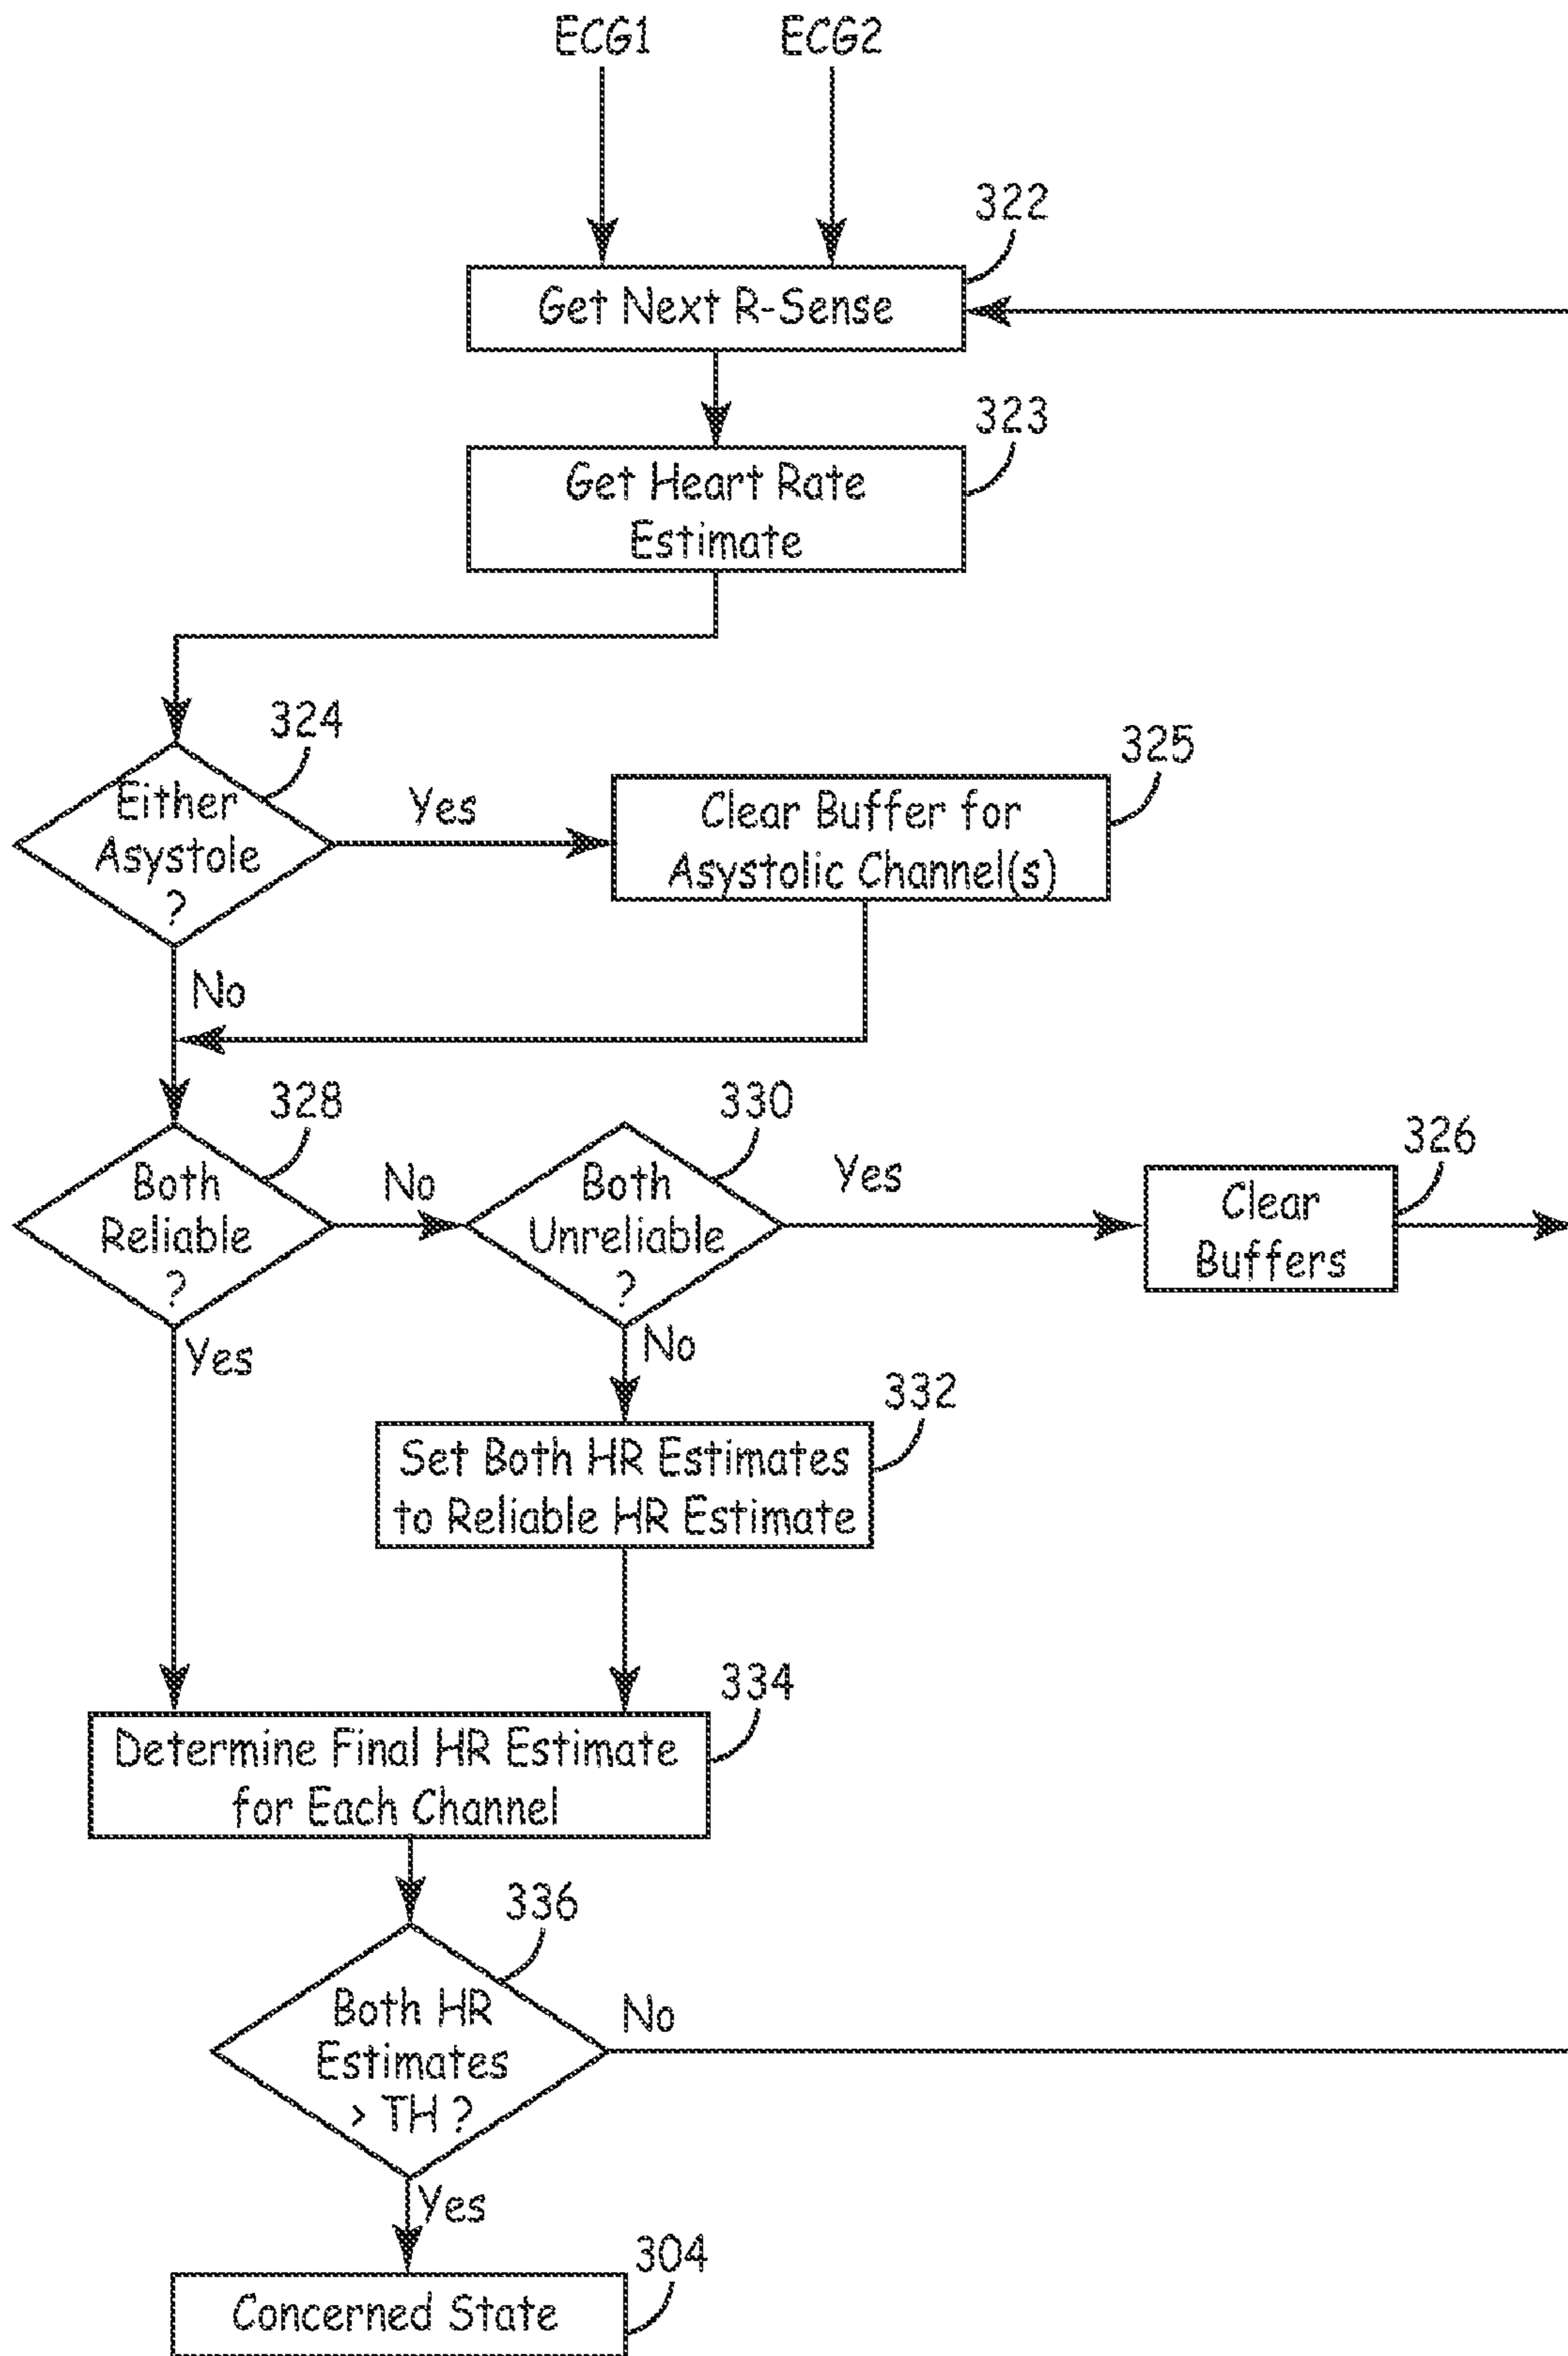 ECG1
ECG2
322
Get Next R-Sense
323
Get Heart Rate
Estimate
324
Either
Asystole
?
Yes
325
Clear Buffer for
Asystolic Channel(s)
No
328
Both
Reliable
?
No
330
Both
Unreliable
?
Yes
326
Clear
Buffers
Yes
No
332
Set Both HR Estimates
to Reliable HR Estimate
334
Determine Final HR Estimate
for Each Channel
336
Both HR
Estimates
> TH ?
No
Yes
304
Concerned State